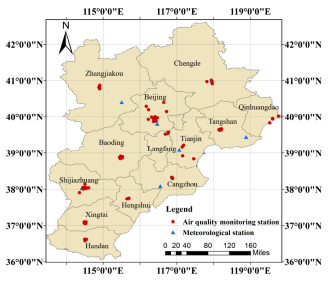 115°0'0"E 117°0'0"E 119°0'0"E
N
42°0'0"N
42°0'0"N
Chengde
Zhangjiakou
41°0'0"N
41°0'0"N
Beijing
Qinhuangdao
40°0'0"N
40°0'0"N
Tangshan
Tianjin
Baoding
Langfang
39°0'0"N
39°0'0"N
Shijiazhuang
Cangzhou
38°0'0"N
38°0'0"N
Hengshui
Legend
Xingtai
Air quality monitoring station
Meteorological station
37°0'0"N
37°0'0"N
Handan
0 20 40 80 120 160
Miles
36°0'0"N
36°0'0"N
115°0'0"E 117°0'0"E 119°0'0"E